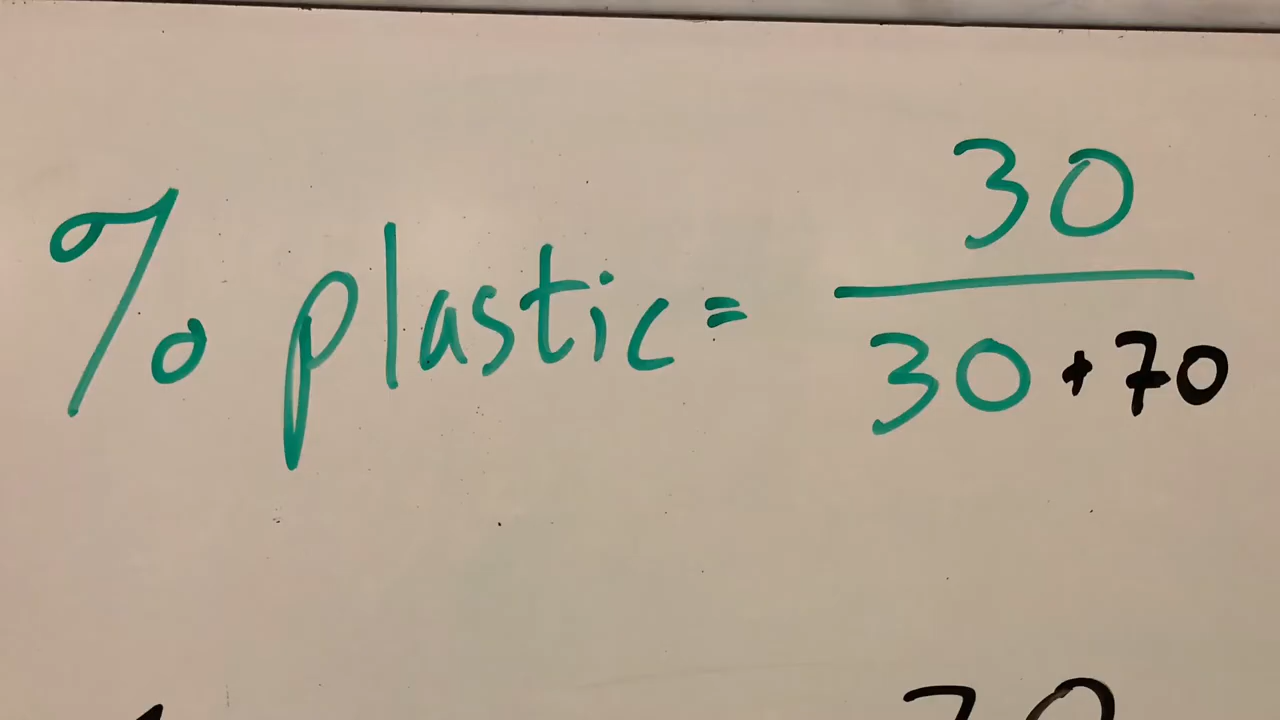 % plastic = 30
30 + 70